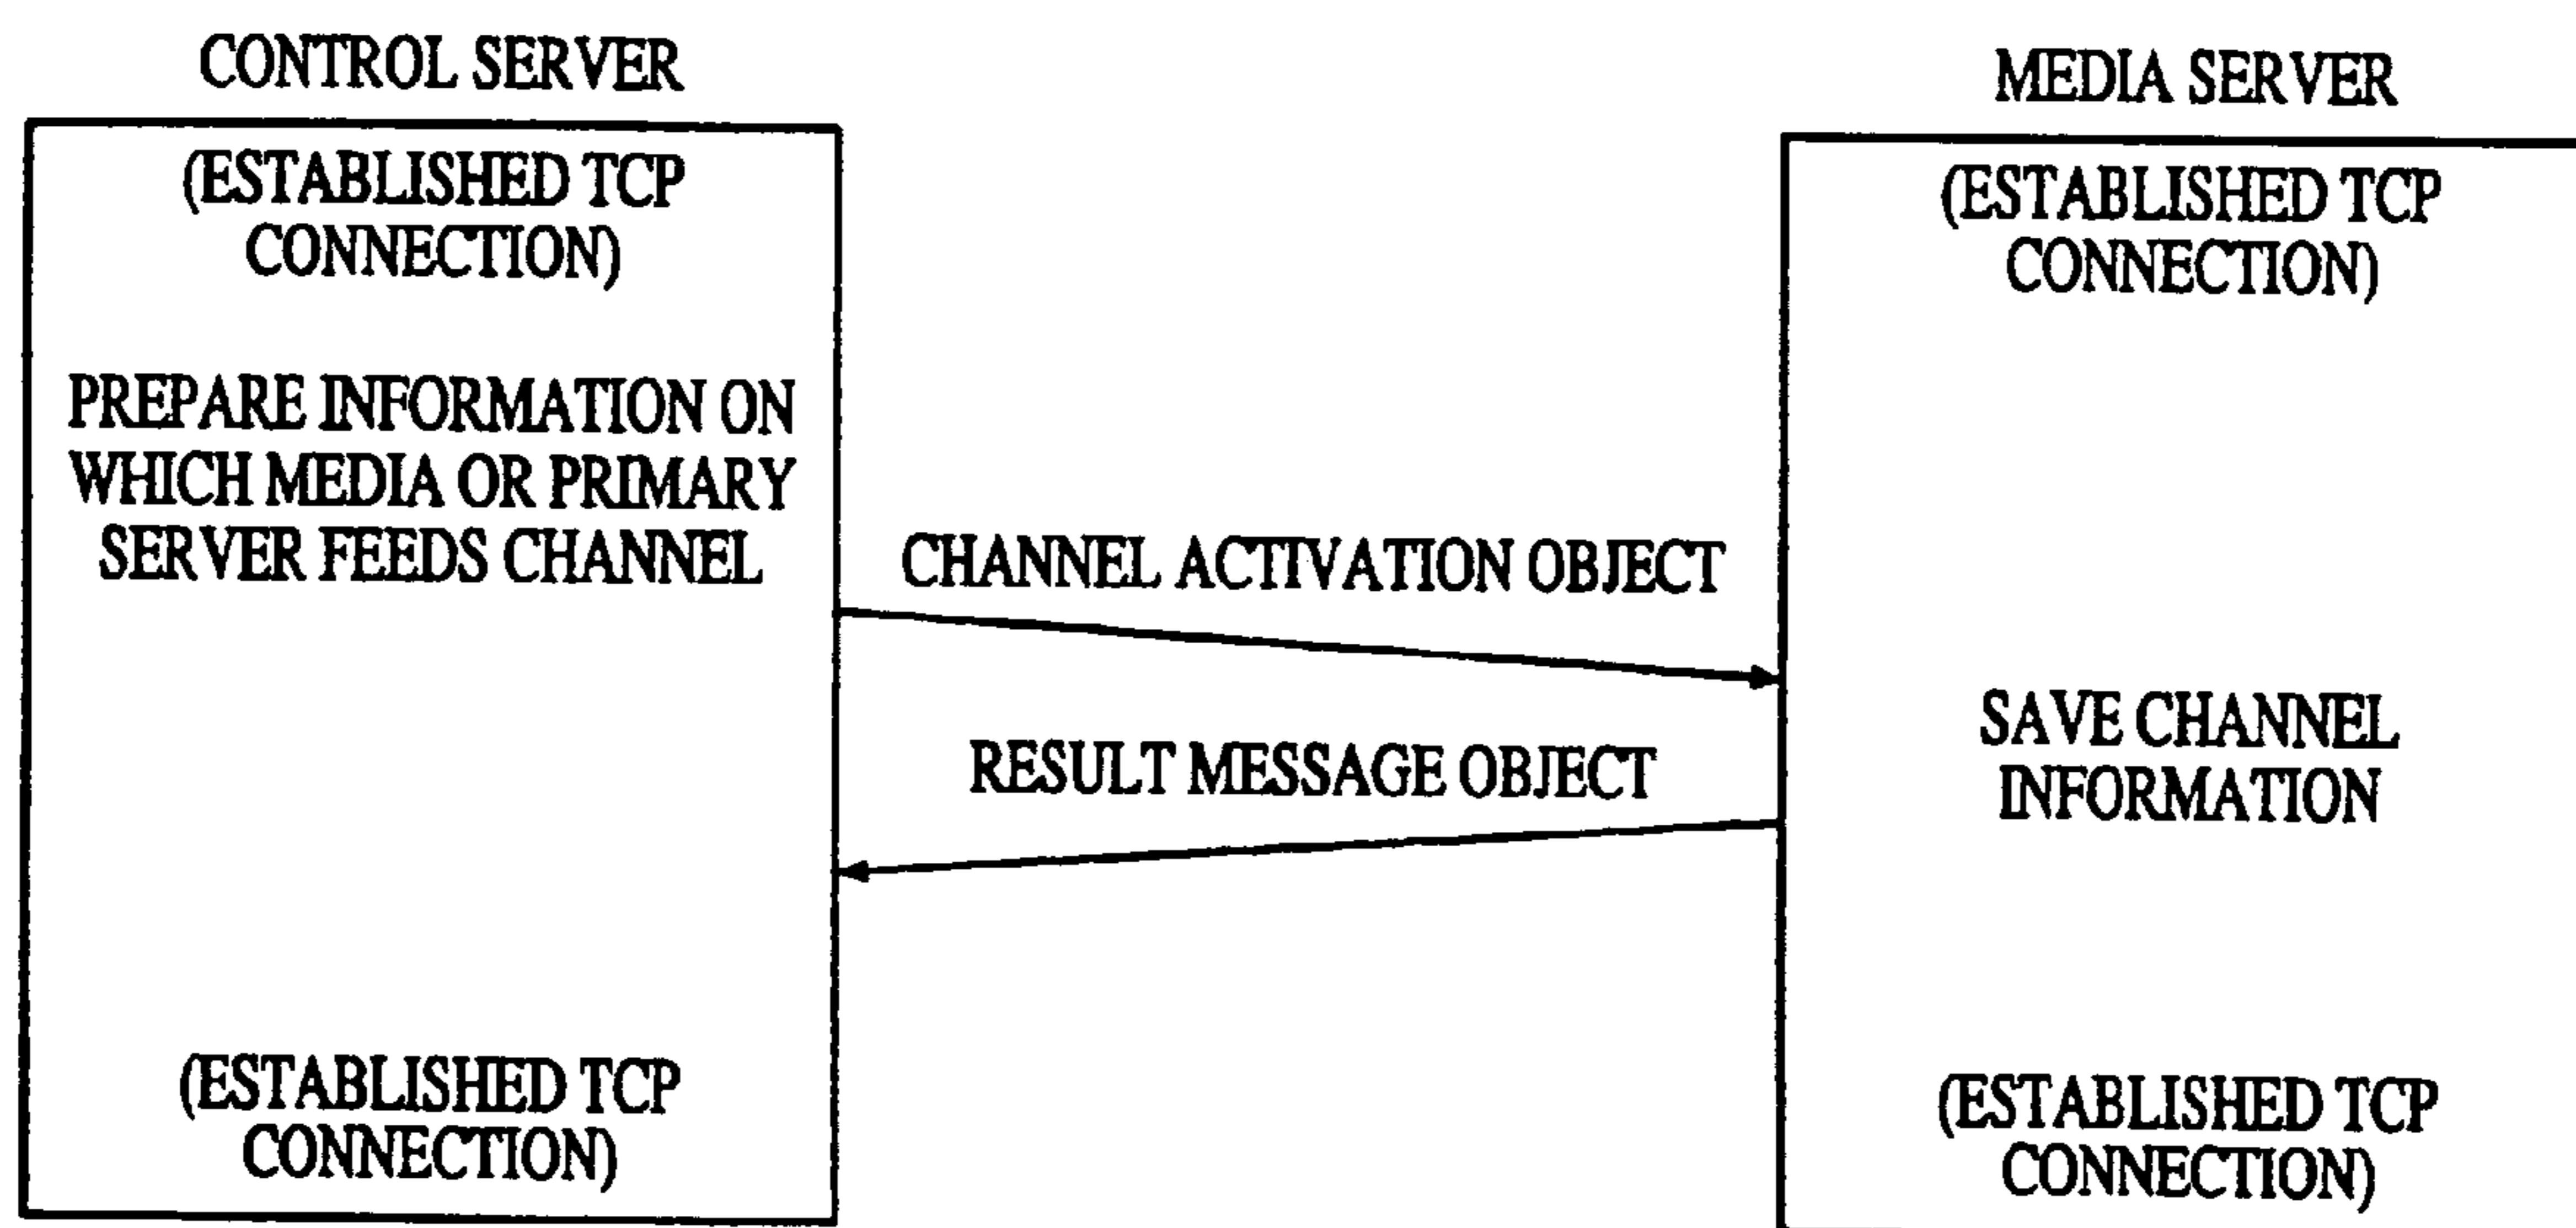 CONTROL SERVER
(ESTABLISHED TCP
CONNECTION)
PREPARE INFORMATION ON
WHICH MEDIA OR PRIMARY
SERVER FEEDS CHANNEL
(ESTABLISHED TCP
CONNECTION)
CHANNEL ACTIVATION OBJECT
RESULT MESSAGE OBJECT
MEDIA SERVER
(ESTABLISHED TCP
CONNECTION)
SAVE CHANNEL
INFORMATION
(ESTABLISHED TCP
CONNECTION)